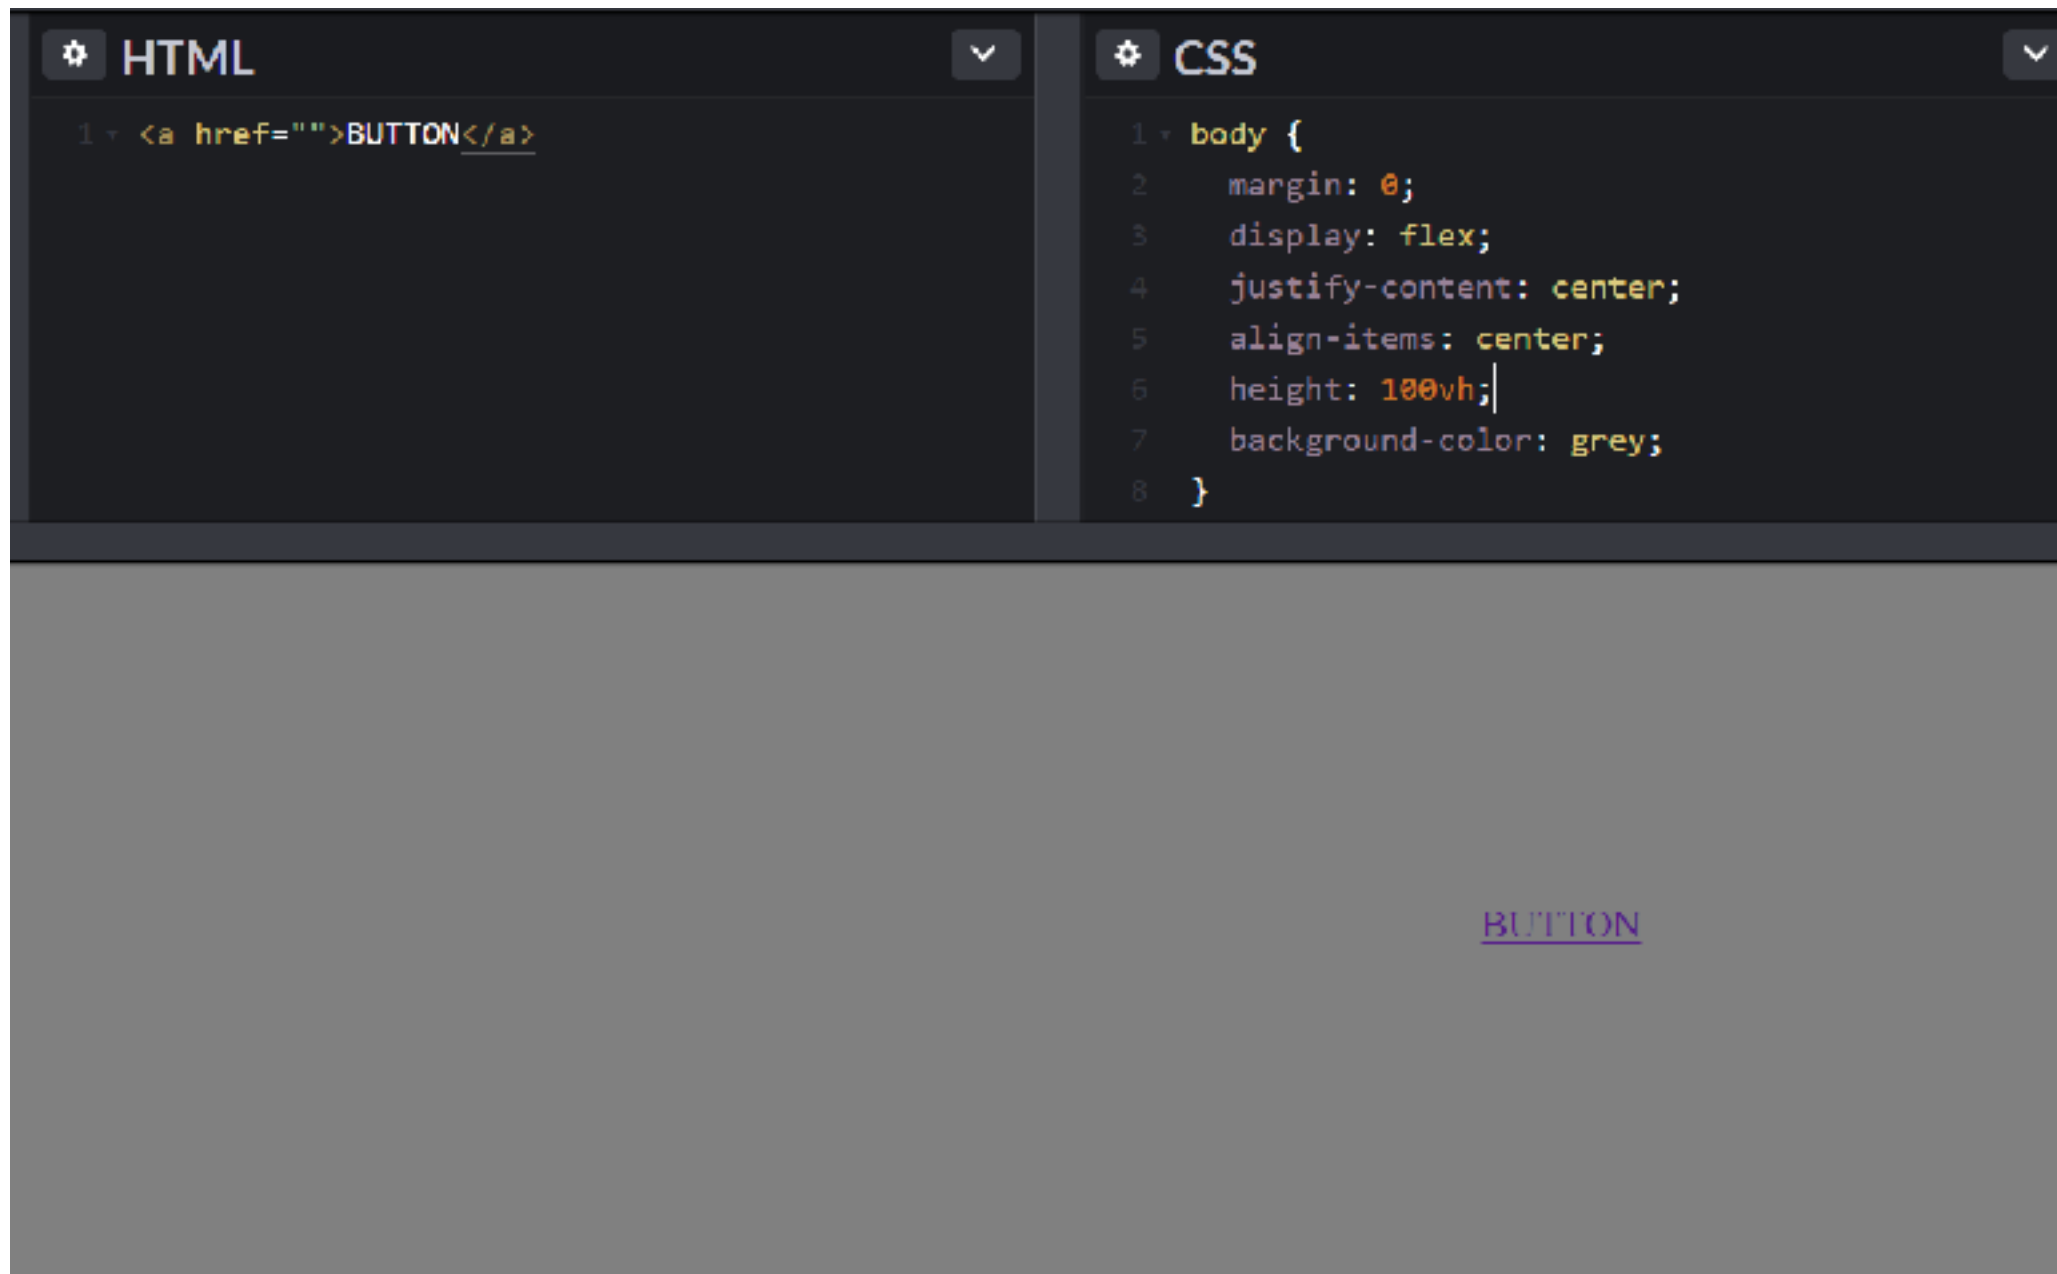 HTML
1 <a href="">BUTTON</a>
CSS
1 body {
2 margin: 0;
3 display: flex;
4 justify-content: center;
5 align-items: center;
6 height: 100vh;
7 background-color: grey;
8 }
BUTTON